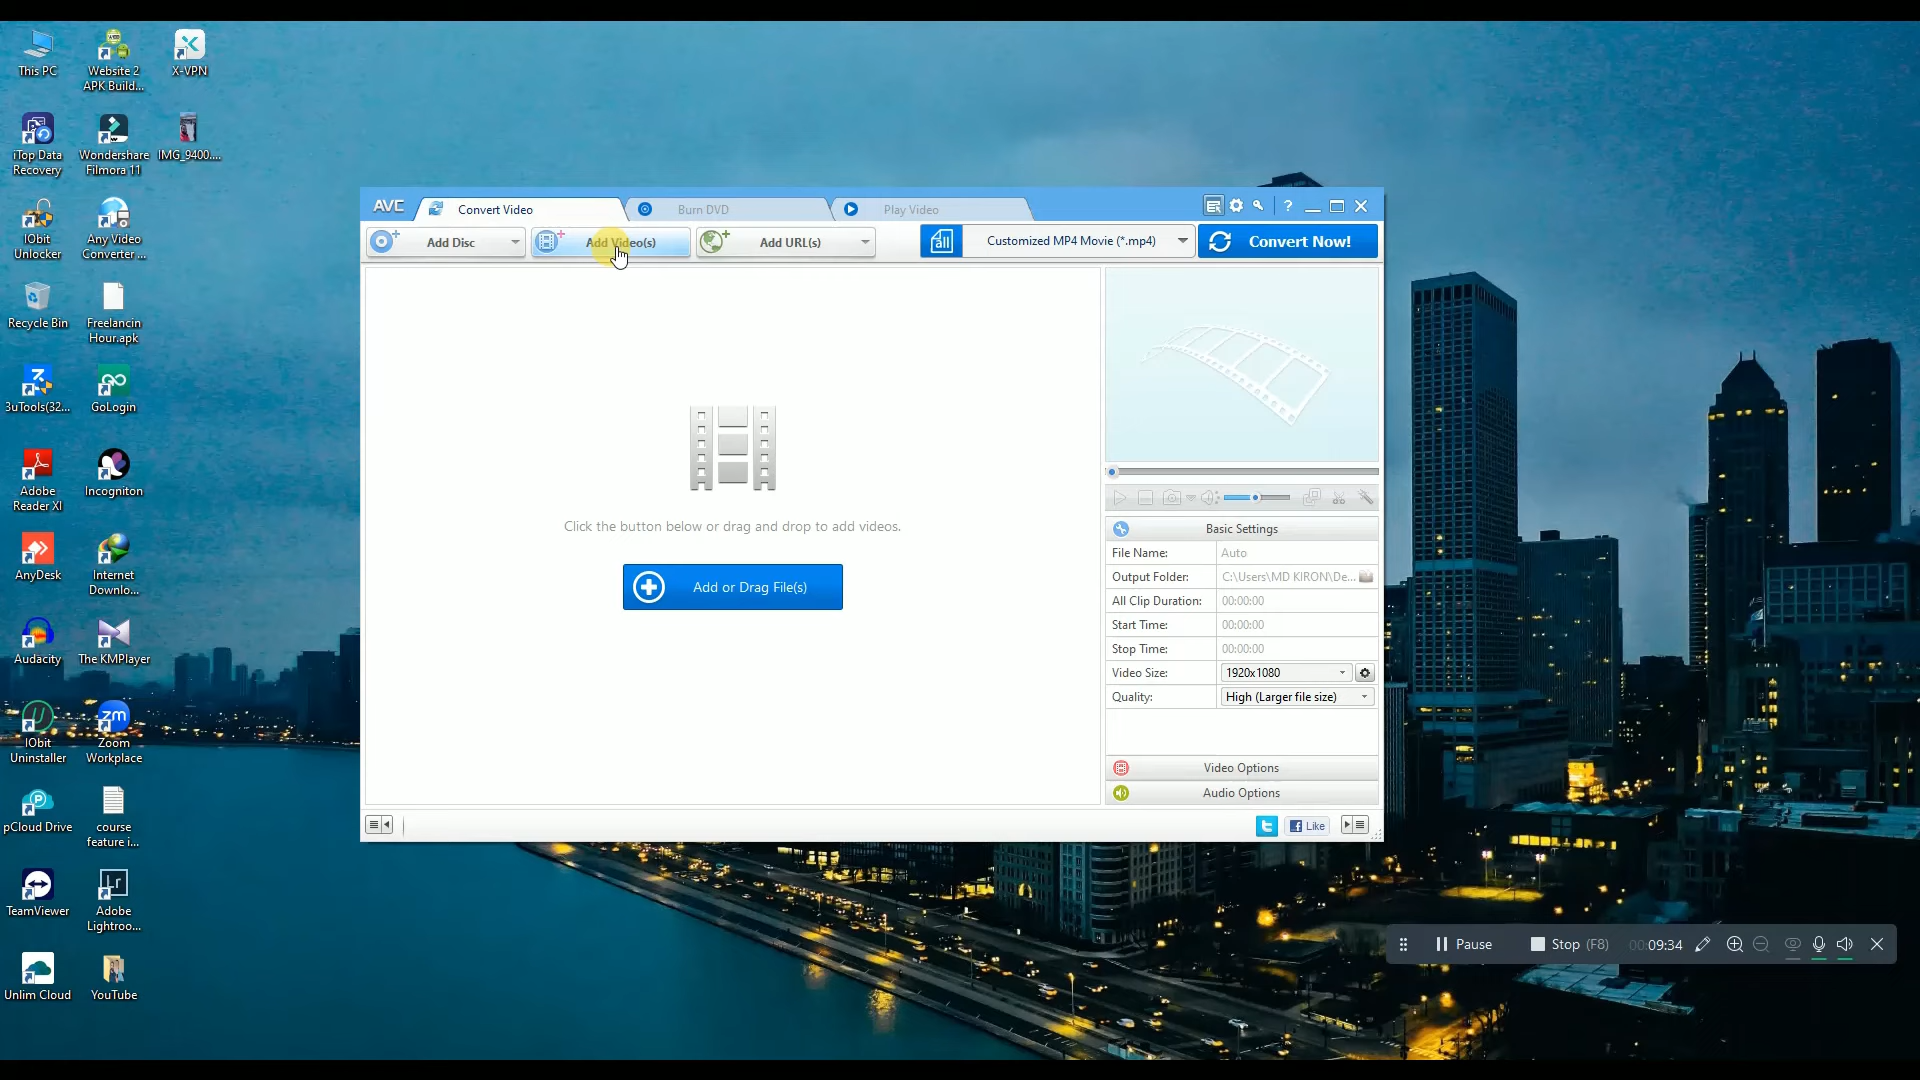 This PC
Website 2
APK Build...
X-VPN
iTop Data
Recovery
Wondershare
Filmora 11
IMG_9400....
IObit
Unlocker
Any Video
Converter ...
Recycle Bin
Freelancin
Hour.apk
3uTools(32...
GoLogin
Adobe
Reader XI
Incogniton
AnyDesk
Internet
Downlo...
Audacity
The KMPlayer
IObit
Uninstaller
Zoom
Workplace
pCloud Drive
course
feature i...
TeamViewer
Adobe
Lightroo...
Unlim Cloud
YouTube
AVC
Convert Video
Burn DVD
Play Video
Add Disc
Add Video(s)
Add URL(s)
all
Customized MP4 Movie (*.mp4)
Convert Now!
Click the button below or drag and drop to add videos.
Add or Drag File(s)
Basic Settings
File Name: Auto
Output Folder: C:\Users\MD KIRON\De...
All Clip Duration: 00:00:00
Start Time: 00:00:00
Stop Time: 00:00:00
Video Size: 1920x1080
Quality: High (Larger file size)
Video Options
Audio Options
Like
Pause
Stop (F8)
00:09:34
zm
Lr